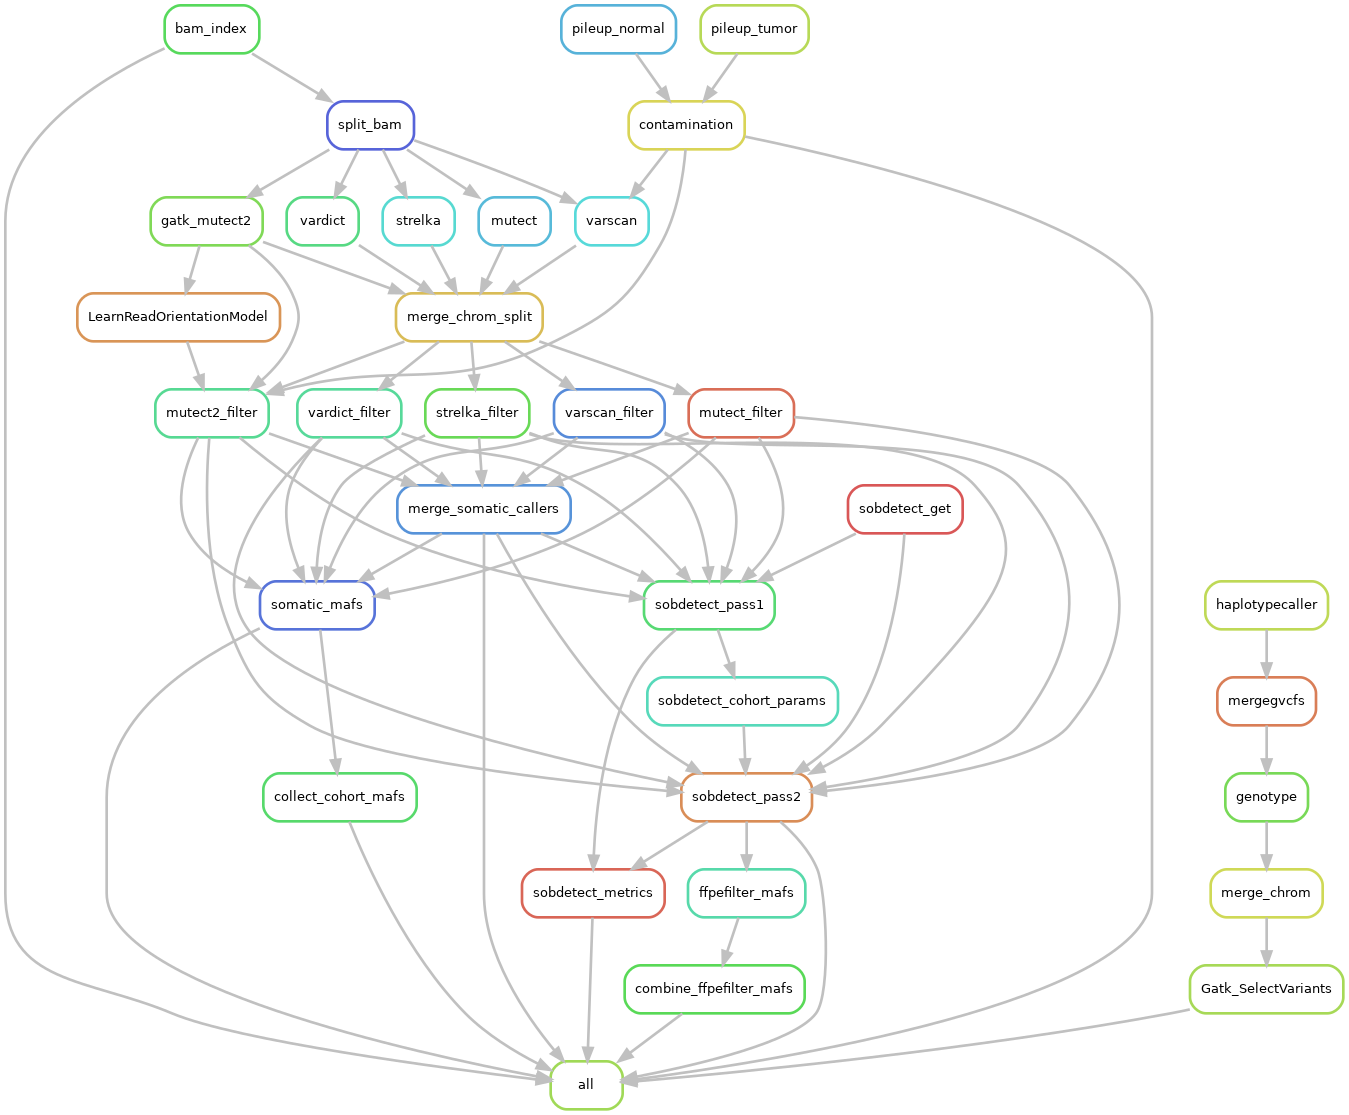 bam_index
pileup_normal
pileup_tumor
split_bam
contamination
gatk_mutect2
vardict
strelka
mutect
varscan
LearnReadOrientationModel
merge_chrom_split
mutect2_filter
vardict_filter
strelka_filter
varscan_filter
mutect_filter
merge_somatic_callers
sobdetect_get
somatic_mafs
sobdetect_pass1
haplotypecaller
sobdetect_cohort_params
mergegvcfs
collect_cohort_mafs
sobdetect_pass2
genotype
sobdetect_metrics
ffpefilter_mafs
merge_chrom
combine_ffpefilter_mafs
Gatk_SelectVariants
all